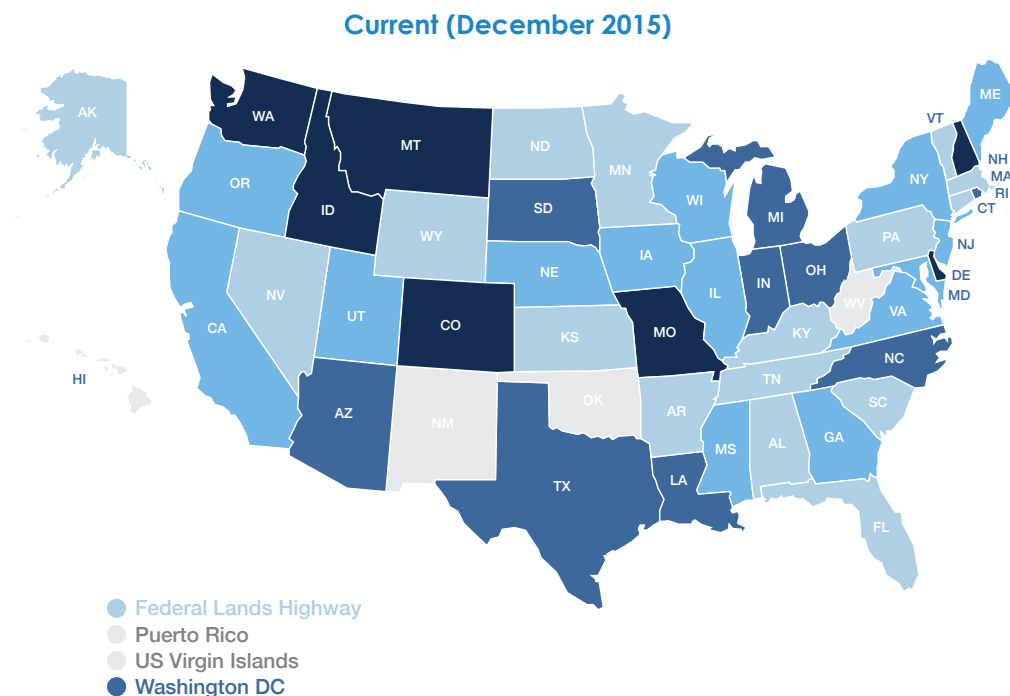 Current (December 2015)
AK
WA
MT
ND
MN
ME
VT
NH
MA
RI
CT
OR
ID
WY
SD
WI
MI
NY
PA
NJ
DE
MD
NV
UT
CO
NE
IA
IL
IN
OH
WV
VA
CA
KS
MO
KY
NC
HI
AZ
NM
OK
AR
TN
SC
TX
LA
MS
AL
GA
FL
Federal Lands Highway
Puerto Rico
US Virgin Islands
Washington DC